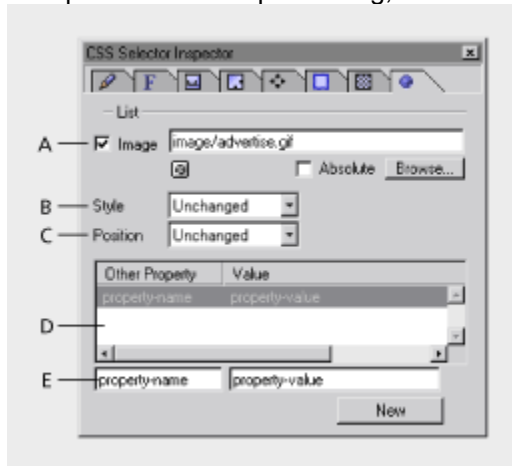 CSS Selector Inspector
F
List
A Image image/advertise.gif
Absolute Browse...
B Style Unchanged
C Position Unchanged
Other Property Value
property-name property-value
D
E property-name property-value
New